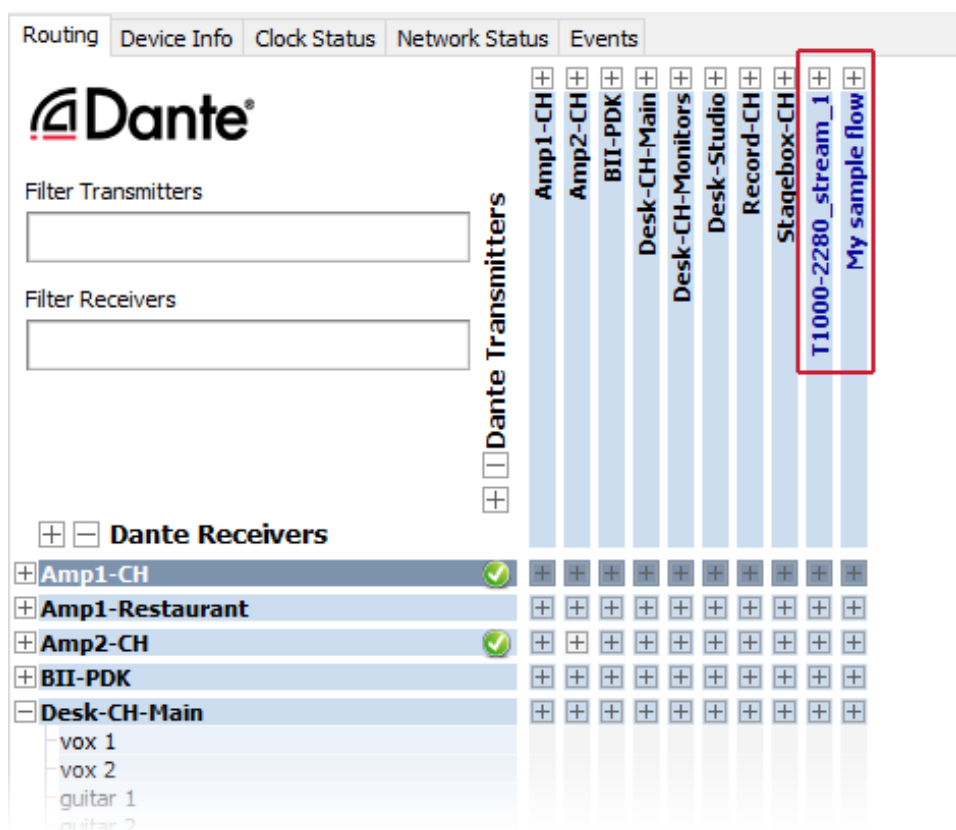 Routing
Device Info
Clock Status
Network Status
Events
Dante®
Filter Transmitters
Filter Receivers
Dante Transmitters
Amp1-CH
Amp2-CH
BII-PDK
Desk-CH-Main
Desk-CH-Monitors
Desk-Studio
Record-CH
Stagebox-CH
T1000-2280_stream_1
My sample flow
Dante Receivers
Amp1-CH
Amp1-Restaurant
Amp2-CH
BII-PDK
Desk-CH-Main
vox 1
vox 2
guitar 1
guitar 2